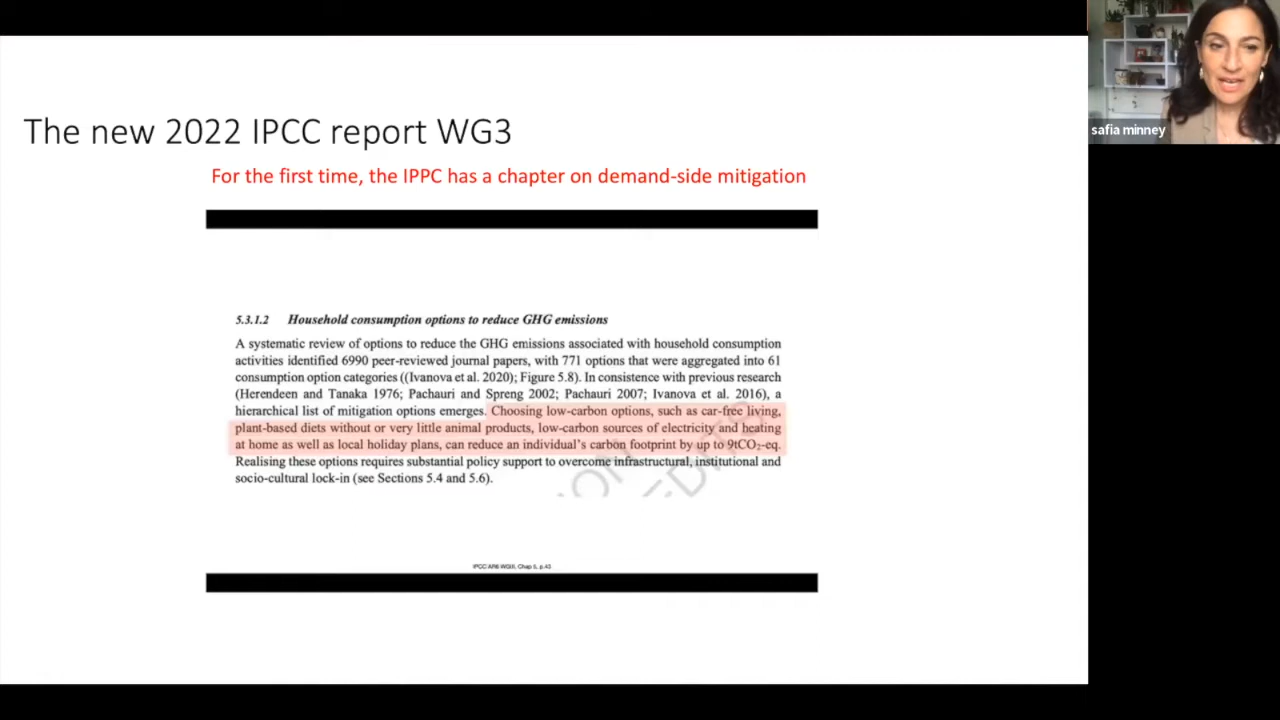 The new 2022 IPCC report WG3
For the first time, the IPPC has a chapter on demand-side mitigation
safia minney
5.3.1.2 Household consumption options to reduce GHG emissions
A systematic review of options to reduce the GHG emissions associated with household consumption
activities identified 6990 peer-reviewed journal papers, with 771 options that were aggregated into 61
consumption option categories ((Ivanova et al. 2020); Figure 5.8). In consistence with previous research
(Herendeen and Tanaka 1976; Pachauri and Spreng 2002; Pachauri 2007; Ivanova et al. 2016), a
hierarchical list of mitigation options emerges. Choosing low-carbon options, such as car-free living,
plant-based diets without or very little animal products, low-carbon sources of electricity and heating
at home as well as local holiday plans, can reduce an individual's carbon footprint by up to 9tCO₂-eq.
Realising these options requires substantial policy support to overcome infrastructural, institutional and
socio-cultural lock-in (see Sections 5.4 and 5.6).
IPCC AR6 WGIII, Chap 5, p.43